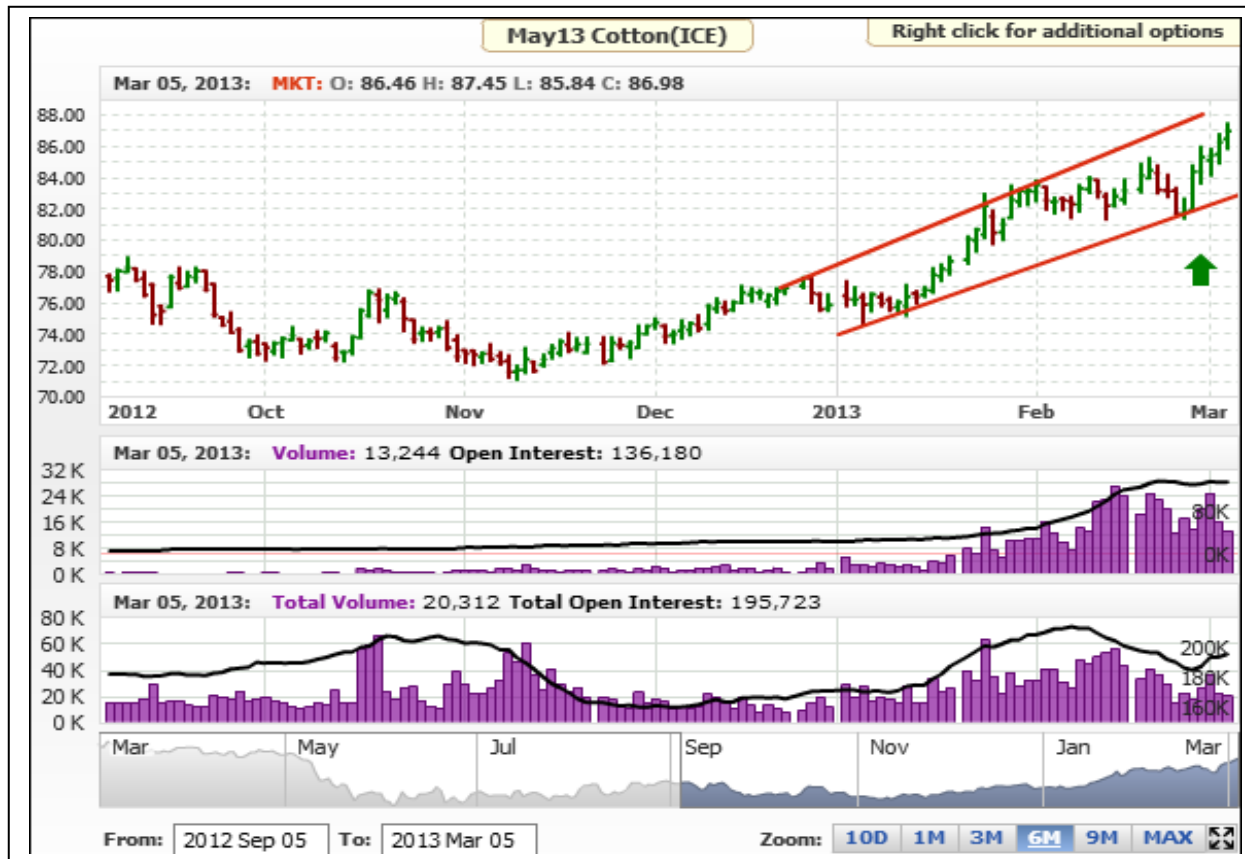 May13 Cotton(ICE)
Right click for additional options
Mar 05, 2013: MKT: O: 86.46 H: 87.45 L: 85.84 C: 86.98
88.00
86.00
84.00
82.00
80.00
78.00
76.00
74.00
72.00
70.00
2012 Oct Nov Dec 2013 Feb Mar
Mar 05, 2013: Volume: 13,244 Open Interest: 136,180
32 K
24 K
16 K
8 K
0 K
80K
0K
Mar 05, 2013: Total Volume: 20,312 Total Open Interest: 195,723
80 K
60 K
40 K
20 K
0 K
200K
180K
160K
Mar May Jul Sep Nov Jan Mar
From: 2012 Sep 05 To: 2013 Mar 05 Zoom: 10D 1M 3M 6M 9M MAX